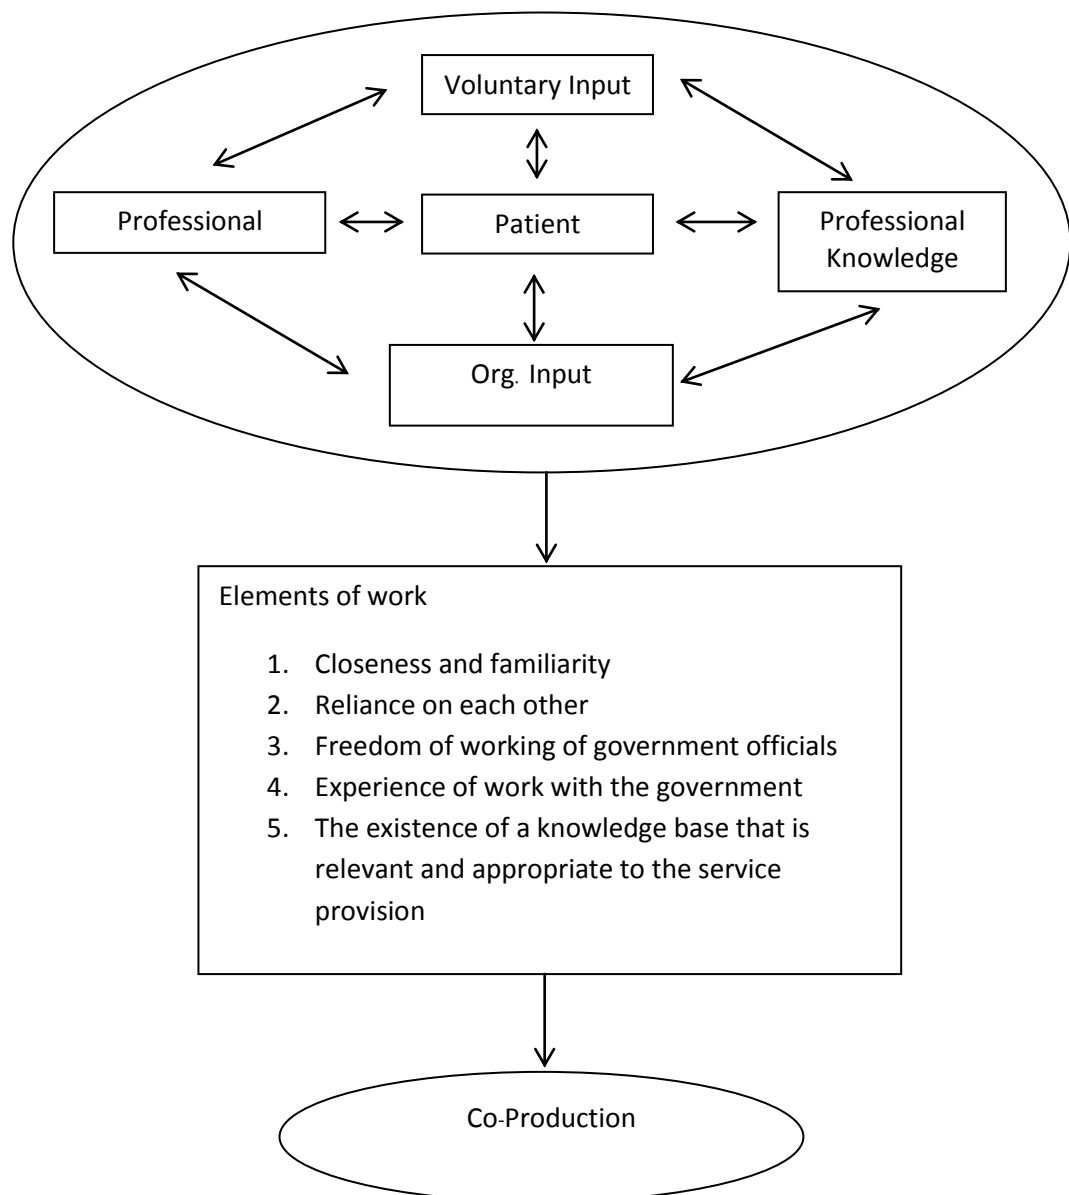 Voluntary Input
Professional
Patient
Professional
Knowledge
Org. Input
Elements of work
1. Closeness and familiarity
2. Reliance on each other
3. Freedom of working of government officials
4. Experience of work with the government
5. The existence of a knowledge base that is
relevant and appropriate to the service
provision
Co-Production